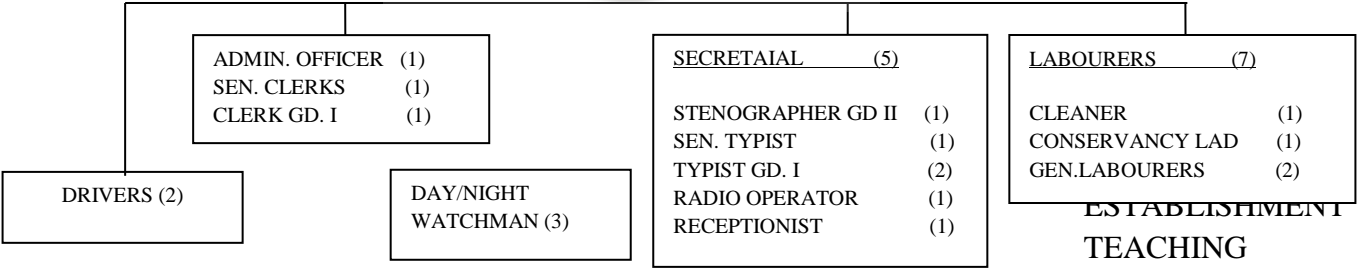 ADMIN. OFFICER (1)
SEN. CLERKS (1)
CLERK GD. I (1)
SECRETAIAL (5)
STENOGRAPHER GD II (1)
SEN. TYPIST (1)
TYPIST GD. I (2)
RADIO OPERATOR (1)
RECEPTIONIST (1)
LABOURERS (7)
CLEANER (1)
CONSERVANCY LAD (1)
GEN.LABOURERS (2)
DRIVERS (2)
DAY/NIGHT
WATCHMAN (3)
ESTABLISHMENT
TEACHING